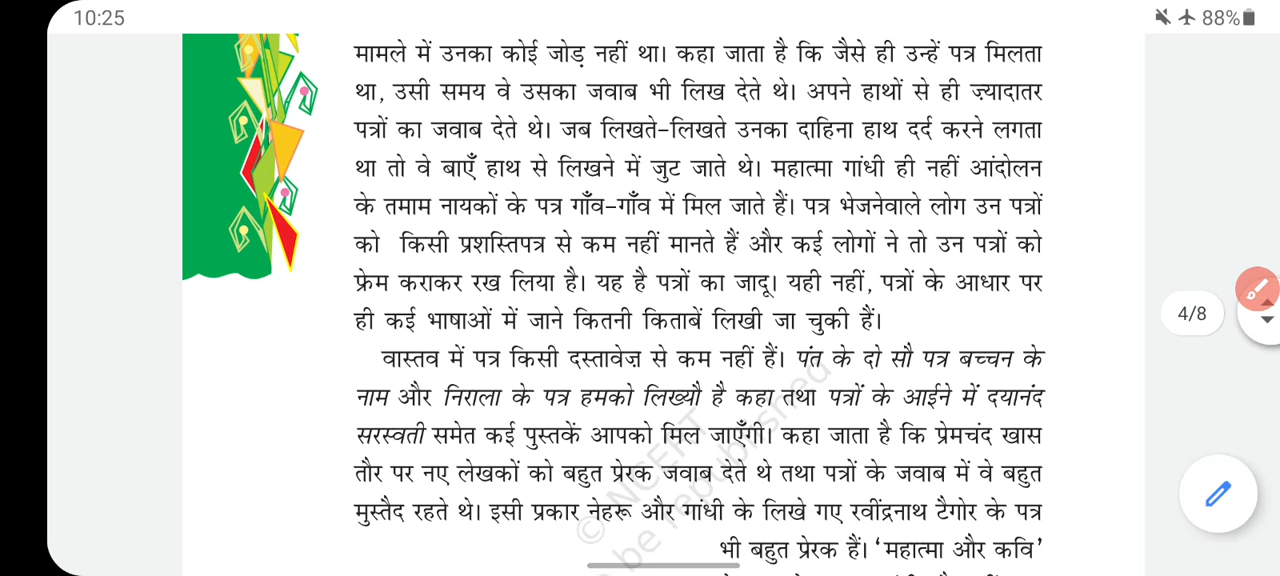 10:25
88%
मामले में उनका कोई जोड़ नहीं था। कहा जाता है कि जैसे ही उन्हें पत्र मिलता
था, उसी समय वे उसका जवाब भी लिख देते थे। अपने हाथों से ही ज़्यादातर
पत्रों का जवाब देते थे। जब लिखते-लिखते उनका दाहिना हाथ दर्द करने लगता
था तो वे बाएँ हाथ से लिखने में जुट जाते थे। महात्मा गांधी ही नहीं आंदोलन
के तमाम नायकों के पत्र गाँव-गाँव में मिल जाते हैं। पत्र भेजनेवाले लोग उन पत्रों
को किसी प्रशस्तिपत्र से कम नहीं मानते हैं और कई लोगों ने तो उन पत्रों को
फ्रेम कराकर रख लिया है। यह है पत्रों का जादू। यही नहीं, पत्रों के आधार पर
ही कई भाषाओं में जाने कितनी किताबें लिखी जा चुकी हैं।
4/8
वास्तव में पत्र किसी दस्तावेज़ से कम नहीं हैं। पंत के दो सौ पत्र बच्चन के
नाम और निराला के पत्र हमको लिख्यौ है कहा तथा पत्रों के आईने में दयानंद
सरस्वती समेत कई पुस्तकें आपको मिल जाएँगी। कहा जाता है कि प्रेमचंद खास
तौर पर नए लेखकों को बहुत प्रेरक जवाब देते थे तथा पत्रों के जवाब में वे बहुत
मुस्तैद रहते थे। इसी प्रकार नेहरू और गांधी के लिखे गए रवींद्रनाथ टैगोर के पत्र
भी बहुत प्रेरक हैं। 'महात्मा और कवि'
© NCERT
be republished